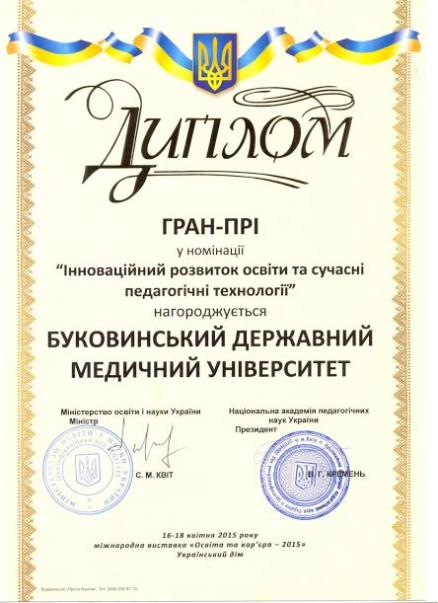 Диплом
ГРАН-ПРІ
у номінації
“Інноваційний розвиток освіти та сучасні
педагогічні технології”
нагороджується
БУКОВИНСЬКИЙ ДЕРЖАВНИЙ
МЕДИЧНИЙ УНІВЕРСИТЕТ
Міністерство освіти і науки України
Міністр
С. М. КВІТ
Національна академія педагогічних
наук України
Президент
В. Г. КРЕМЕНЬ
16-18 квітня 2015 року
міжнародна виставка «Освіта та кар’єра – 2015»
Український дім